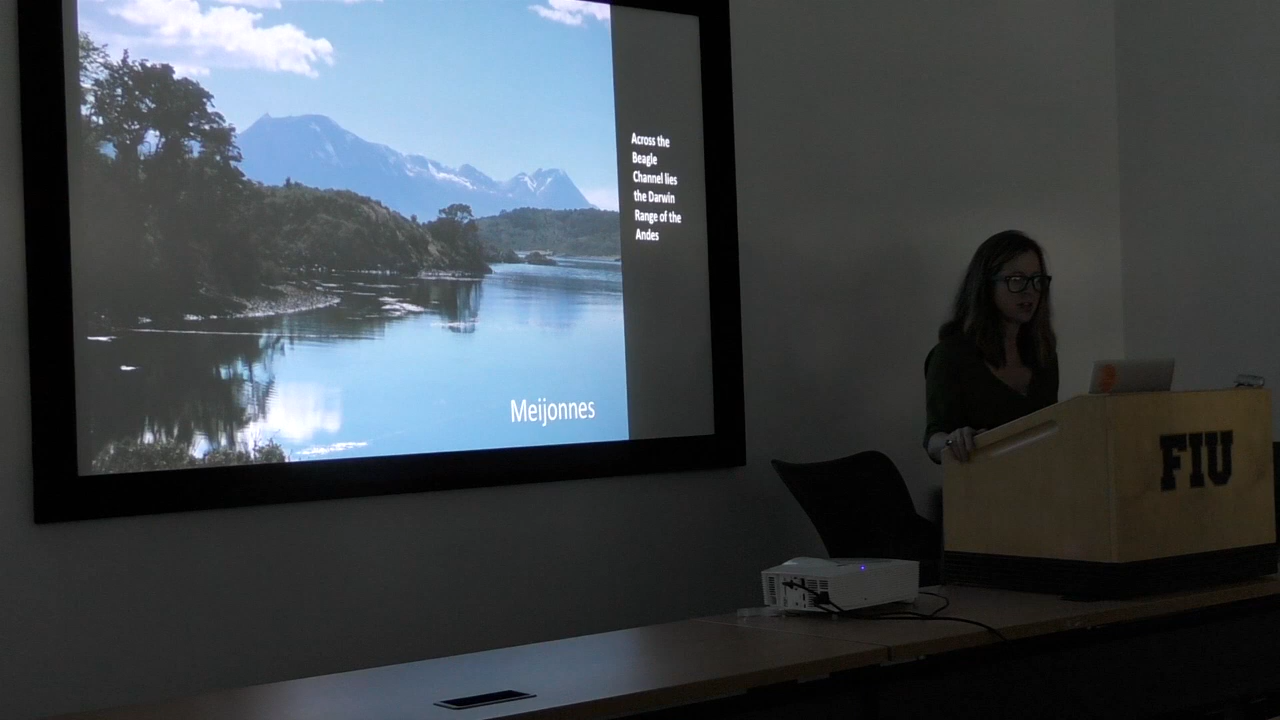 Across the
Beagle
Channel lies
the Darwin
Range of the
Andes
Meijonnes
FIU